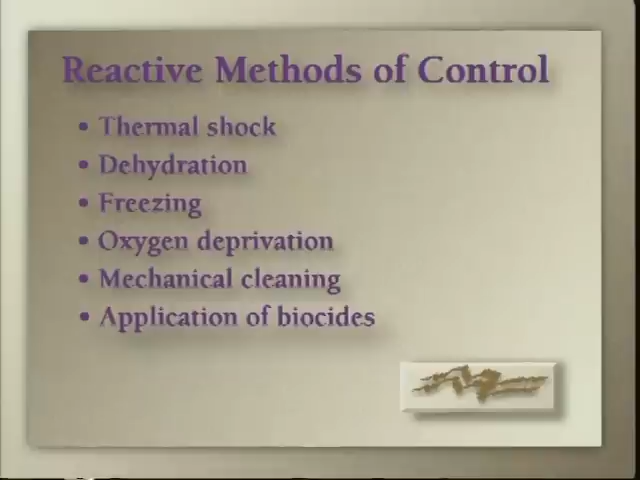 Reactive Methods of Control
• Thermal shock
• Dehydration
• Freezing
• Oxygen deprivation
• Mechanical cleaning
• Application of biocides